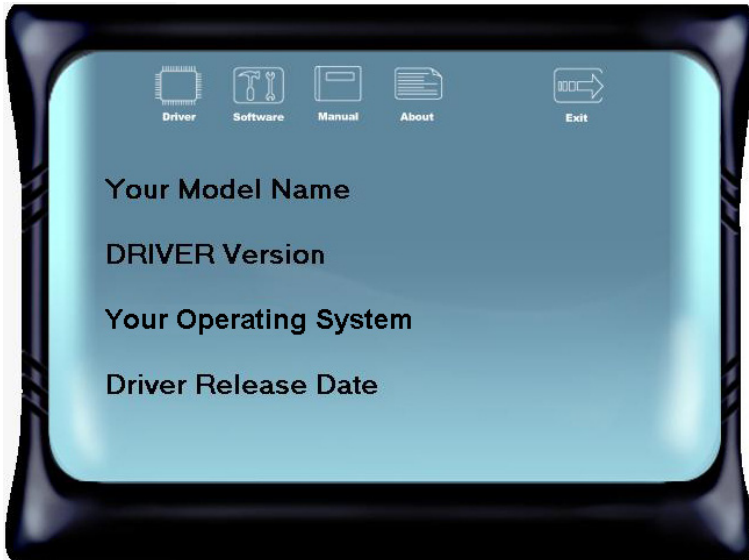 Driver Software Manual About Exit
Your Model Name
DRIVER Version
Your Operating System
Driver Release Date